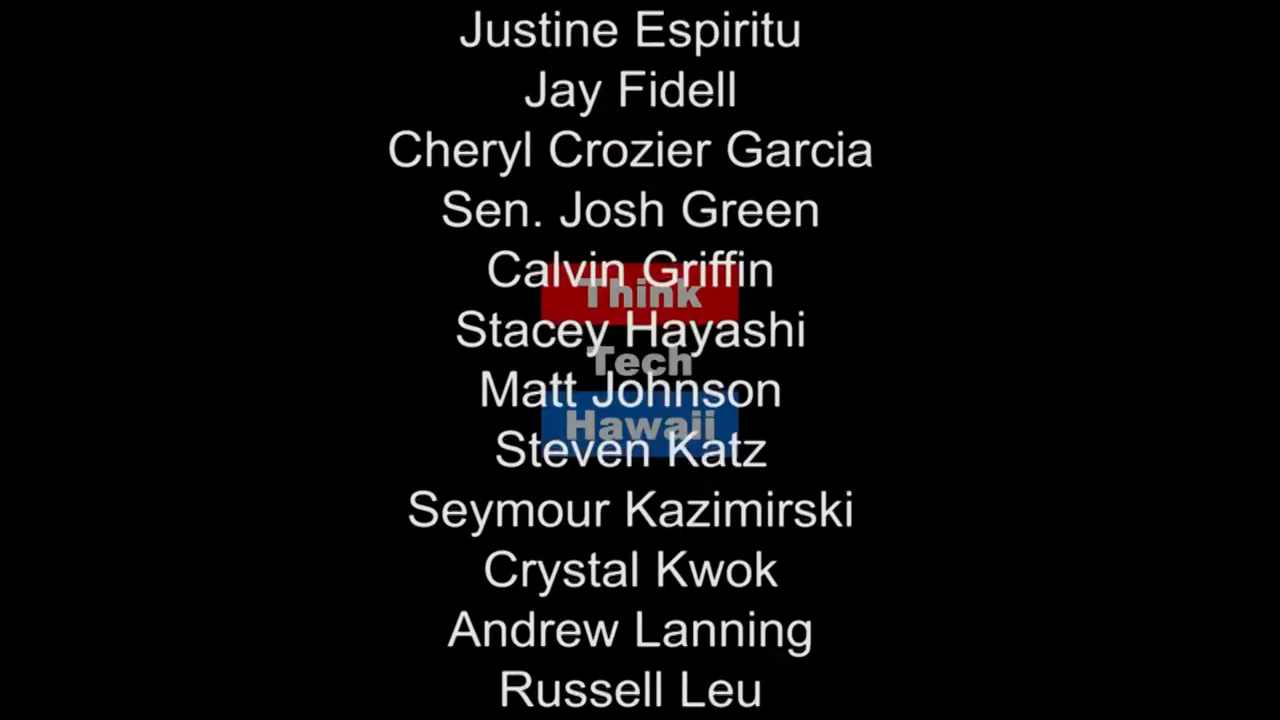 Justine Espiritu
Jay Fidell
Cheryl Crozier Garcia
Sen. Josh Green
Calvin Griffin
Think
Stacey Hayashi
Tech
Matt Johnson
Hawaii
Steven Katz
Seymour Kazimirski
Crystal Kwok
Andrew Lanning
Russell Leu